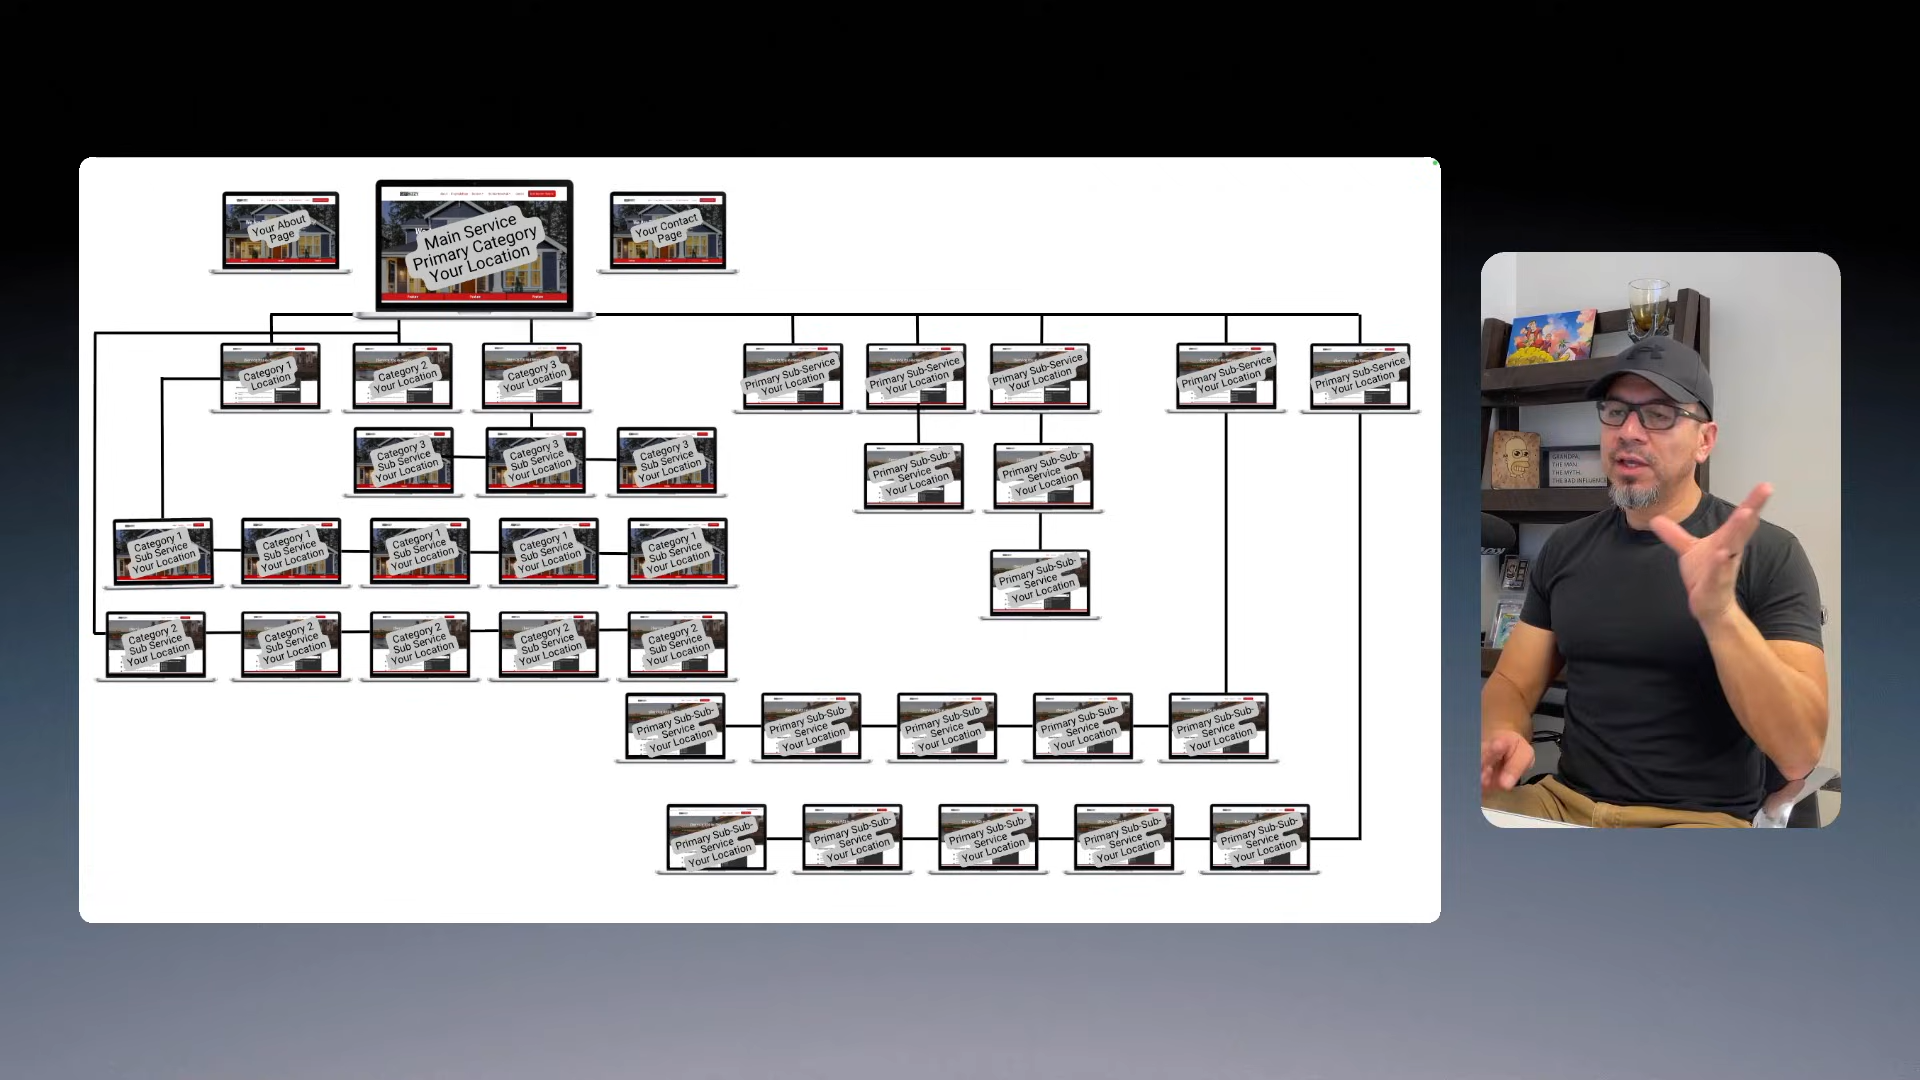 Your About
Page
Main Service
Primary Category
Your Location
Your Contact
Page
Category 1
Location
Category 2
Your Location
Category 3
Your Location
Primary Sub-Service
Your Location
Primary Sub-Service
Your Location
Primary Sub-Service
Your Location
Primary Sub-Service
Your Location
Primary Sub-Service
Your Location
Category 3
Sub Service
Your Location
Category 3
Sub Service
Your Location
Category 3
Sub Service
Your Location
Primary Sub-Sub-
Service
Your Location
Primary Sub-Sub-
Service
Your Location
Category 1
Sub Service
Your Location
Category 1
Sub Service
Your Location
Category 1
Sub Service
Your Location
Category 1
Sub Service
Your Location
Category 1
Sub Service
Your Location
Primary Sub-Sub-
Service
Your Location
Category 2
Sub Service
Your Location
Category 2
Sub Service
Your Location
Category 2
Sub Service
Your Location
Category 2
Sub Service
Your Location
Category 2
Sub Service
Your Location
Primary Sub-Sub-
Service
Your Location
Primary Sub-Sub-
Service
Your Location
Primary Sub-Sub-
Service
Your Location
Primary Sub-Sub-
Service
Your Location
Primary Sub-Sub-
Service
Your Location
Primary Sub-Sub-
Service
Your Location
Primary Sub-Sub-
Service
Your Location
Primary Sub-Sub-
Service
Your Location
Primary Sub-Sub-
Service
Your Location
Primary Sub-Sub-
Service
Your Location
GRANDPA,
THE MAN.
THE MYTH.
THE BAD INFLUENCE